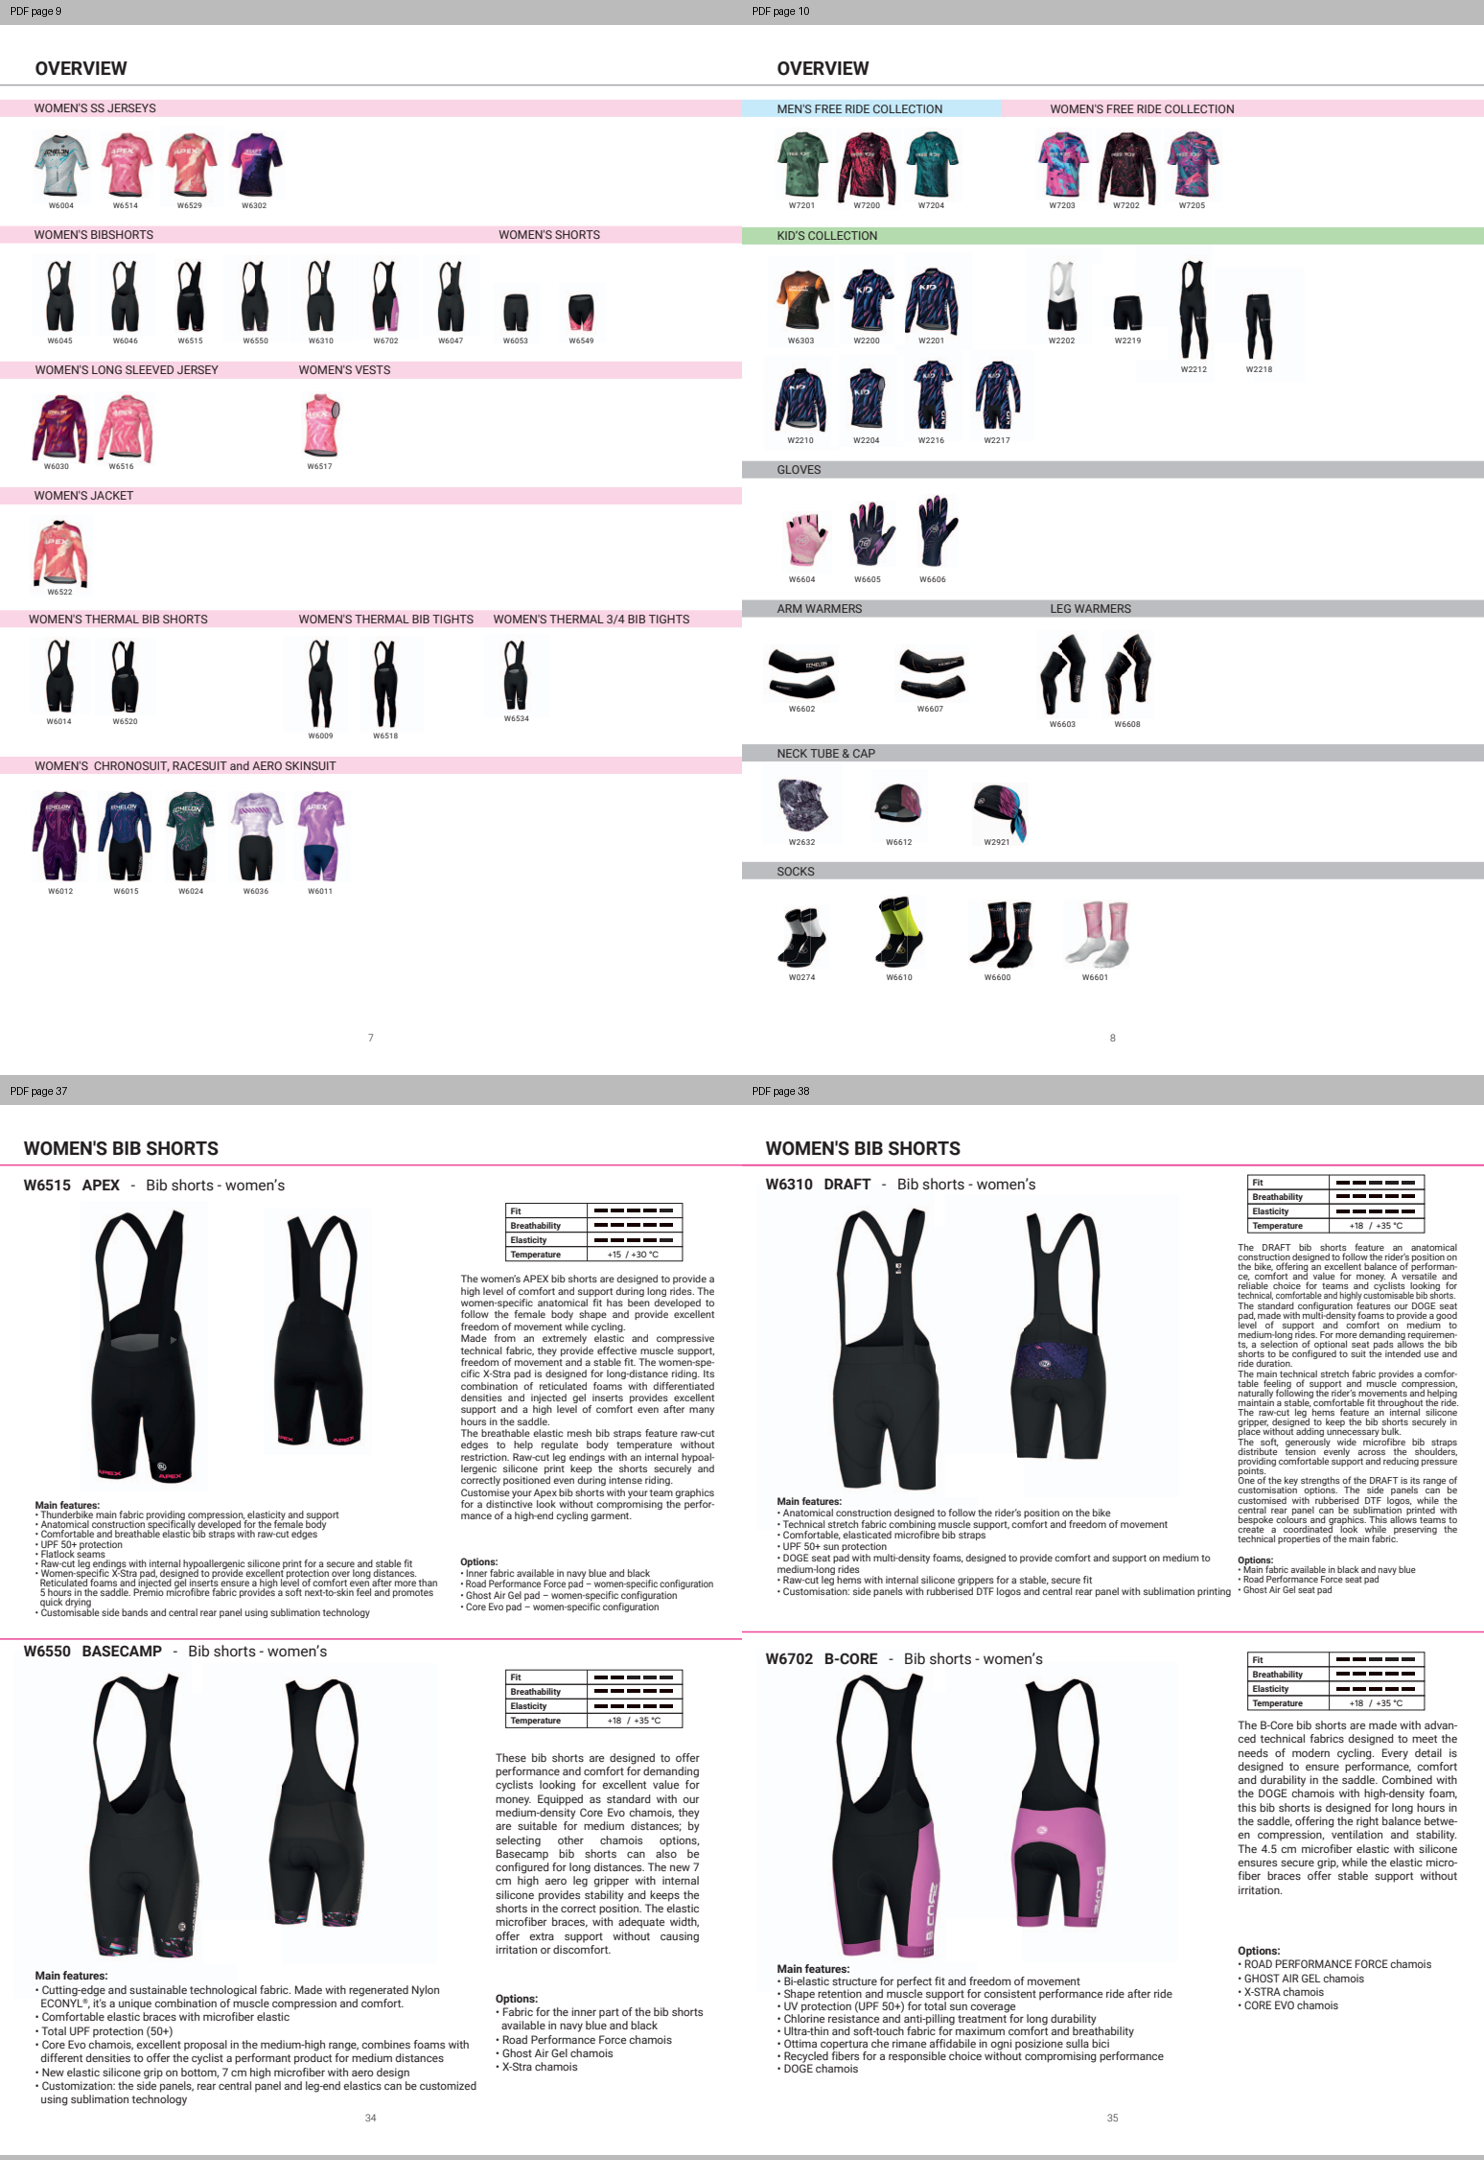 PDF page 9
OVERVIEW
WOMEN'S SS JERSEYS
W6004 W6514 W6529 W6302
WOMEN'S BIBSHORTS WOMEN'S SHORTS
W6045 W6046 W6515 W6550 W6310 W6702 W6047 W6053 W6549
WOMEN'S LONG SLEEVED JERSEY WOMEN'S VESTS
W6030 W6516 W6517
WOMEN'S JACKET
W6522
WOMEN'S THERMAL BIB SHORTS WOMEN'S THERMAL BIB TIGHTS WOMEN'S THERMAL 3/4 BIB TIGHTS
W6014 W6520 W6009 W6518 W6534
WOMEN'S CHRONOSUIT, RACESUIT and AERO SKINSUIT
W6012 W6015 W6024 W6036 W6011
7
PDF page 10
OVERVIEW
MEN'S FREE RIDE COLLECTION WOMEN'S FREE RIDE COLLECTION
W7201 W7200 W7204 W7203 W7202 W7205
KID'S COLLECTION
W6303 W2200 W2201 W2202 W2219 W2212 W2218
W2210 W2204 W2216 W2217
GLOVES
W6604 W6605 W6606
ARM WARMERS LEG WARMERS
W6602 W6607 W6603 W6608
NECK TUBE & CAP
W2632 W6612 W2921
SOCKS
W0274 W6610 W6600 W6601
8
PDF page 37
WOMEN'S BIB SHORTS
W6515 APEX - Bib shorts - women's
Fit
Breathability
Elasticity
Temperature +15 / +30 °C
The women's APEX bib shorts are designed to provide a
high level of comfort and support during long rides. The
women-specific anatomical fit has been developed to
follow the female body shape and provide excellent
freedom of movement while cycling.
Made from an extremely elastic and compressive
technical fabric, they provide effective muscle support,
freedom of movement and a stable fit. The women-spe-
cific X-Stra pad is designed for long-distance riding. Its
combination of reticulated foams with differentiated
densities and injected gel inserts provides excellent
support and a high level of comfort even after many
hours in the saddle.
The breathable elastic mesh bib straps feature raw-cut
edges to help regulate body temperature without
restriction. Raw-cut leg endings with an internal hypoal-
lergenic silicone print keep the shorts securely and
correctly positioned even during intense riding.
Customise your Apex bib shorts with your team graphics
for a distinctive look without compromising the perfor-
mance of a high-end cycling garment.
APEX
APEX
Main features:
• Thunderbike main fabric providing compression, elasticity and support
• Anatomical construction specifically developed for the female body
• Comfortable and breathable elastic bib straps with raw-cut edges
• UPF 50+ protection
• Flatlock seams
• Raw-cut leg endings with internal hypoallergenic silicone print for a secure and stable fit
• Women-specific X-Stra pad, designed to provide excellent protection over long distances.
Reticulated foams and injected gel inserts ensure a high level of comfort even after more than
5 hours in the saddle. Premio microfibre fabric provides a soft next-to-skin feel and promotes
quick drying
• Customisable side bands and central rear panel using sublimation technology
Options:
• Inner fabric available in navy blue and black
• Road Performance Force pad – women-specific configuration
• Ghost Air Gel pad – women-specific configuration
• Core Evo pad – women-specific configuration
W6550 BASECAMP - Bib shorts - women's
Fit
Breathability
Elasticity
Temperature +18 / +35 °C
These bib shorts are designed to offer
performance and comfort for demanding
cyclists looking for excellent value for
money. Equipped as standard with our
medium-density Core Evo chamois, they
are suitable for medium distances; by
selecting other chamois options,
Basecamp bib shorts can also be
configured for long distances. The new 7
cm high aero leg gripper with internal
silicone provides stability and keeps the
shorts in the correct position. The elastic
microfiber braces, with adequate width,
offer extra support without causing
irritation or discomfort.
Main features:
• Cutting-edge and sustainable technological fabric. Made with regenerated Nylon
ECONYL®, it's a unique combination of muscle compression and comfort.
• Comfortable elastic braces with microfiber elastic
• Total UPF protection (50+)
• Core Evo chamois, excellent proposal in the medium-high range, combines foams with
different densities to offer the cyclist a performant product for medium distances
• New elastic silicone grip on bottom, 7 cm high microfiber with aero design
• Customization: the side panels, rear central panel and leg-end elastics can be customized
using sublimation technology
Options:
• Fabric for the inner part of the bib shorts
available in navy blue and black
• Road Performance Force chamois
• Ghost Air Gel chamois
• X-Stra chamois
34
PDF page 38
WOMEN'S BIB SHORTS
W6310 DRAFT - Bib shorts - women's
Fit
Breathability
Elasticity
Temperature +18 / +35 °C
The DRAFT bib shorts feature an anatomical
construction designed to follow the rider's position on
the bike, offering an excellent balance of performan-
ce, comfort and value for money. A versatile and
reliable choice for teams and cyclists looking for
technical, comfortable and highly customisable bib shorts.
The standard configuration features our DOGE seat
pad, made with multi-density foams to provide a good
level of support and comfort on medium to
medium-long rides. For more demanding requiremen-
ts, a selection of optional seat pads allows the bib
shorts to be configured to suit the intended use and
ride duration.
The main technical stretch fabric provides a comfor-
table feeling of support and muscle compression,
naturally following the rider's movements and helping
maintain a stable, comfortable fit throughout the ride.
The raw-cut leg hems feature an internal silicone
gripper, designed to keep the bib shorts securely in
place without adding unnecessary bulk.
The soft, generously wide microfibre bib straps
distribute tension evenly across the shoulders,
providing comfortable support and reducing pressure
points.
One of the key strengths of the DRAFT is its range of
customisation options. The side panels can be
customised with rubberised DTF logos, while the
central rear panel can be sublimation printed with
bespoke colours and graphics. This allows teams to
create a coordinated look while preserving the
technical properties of the main fabric.
Main features:
• Anatomical construction designed to follow the rider's position on the bike
• Technical stretch fabric combining muscle support, comfort and freedom of movement
• Comfortable, elasticated microfibre bib straps
• UPF 50+ sun protection
• DOGE seat pad with multi-density foams, designed to provide comfort and support on medium to
medium-long rides
• Raw-cut leg hems with internal silicone grippers for a stable, secure fit
• Customisation: side panels with rubberised DTF logos and central rear panel with sublimation printing
Options:
• Main fabric available in black and navy blue
• Road Performance Force seat pad
• Ghost Air Gel seat pad
W6702 B-CORE - Bib shorts - women's
Fit
Breathability
Elasticity
Temperature +18 / +35 °C
The B-Core bib shorts are made with advan-
ced technical fabrics designed to meet the
needs of modern cycling. Every detail is
designed to ensure performance, comfort
and durability in the saddle. Combined with
the DOGE chamois with high-density foam,
this bib shorts is designed for long hours in
the saddle, offering the right balance betwe-
en compression, ventilation and stability.
The 4.5 cm microfiber elastic with silicone
ensures secure grip, while the elastic micro-
fiber braces offer stable support without
irritation.
B CORE
Main features:
• Bi-elastic structure for perfect fit and freedom of movement
• Shape retention and muscle support for consistent performance ride after ride
• UV protection (UPF 50+) for total sun coverage
• Chlorine resistance and anti-pilling treatment for long durability
• Ultra-thin and soft-touch fabric for maximum comfort and breathability
• Ottima copertura che rimane affidabile in ogni posizione sulla bici
• Recycled fibers for a responsible choice without compromising performance
• DOGE chamois
Options:
• ROAD PERFORMANCE FORCE chamois
• GHOST AIR GEL chamois
• X-STRA chamois
• CORE EVO chamois
35